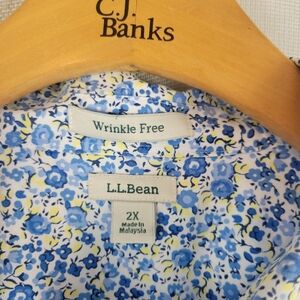 C.J.
Banks
Wrinkle Free
L.L.Bean
2X
Made In
Malaysia